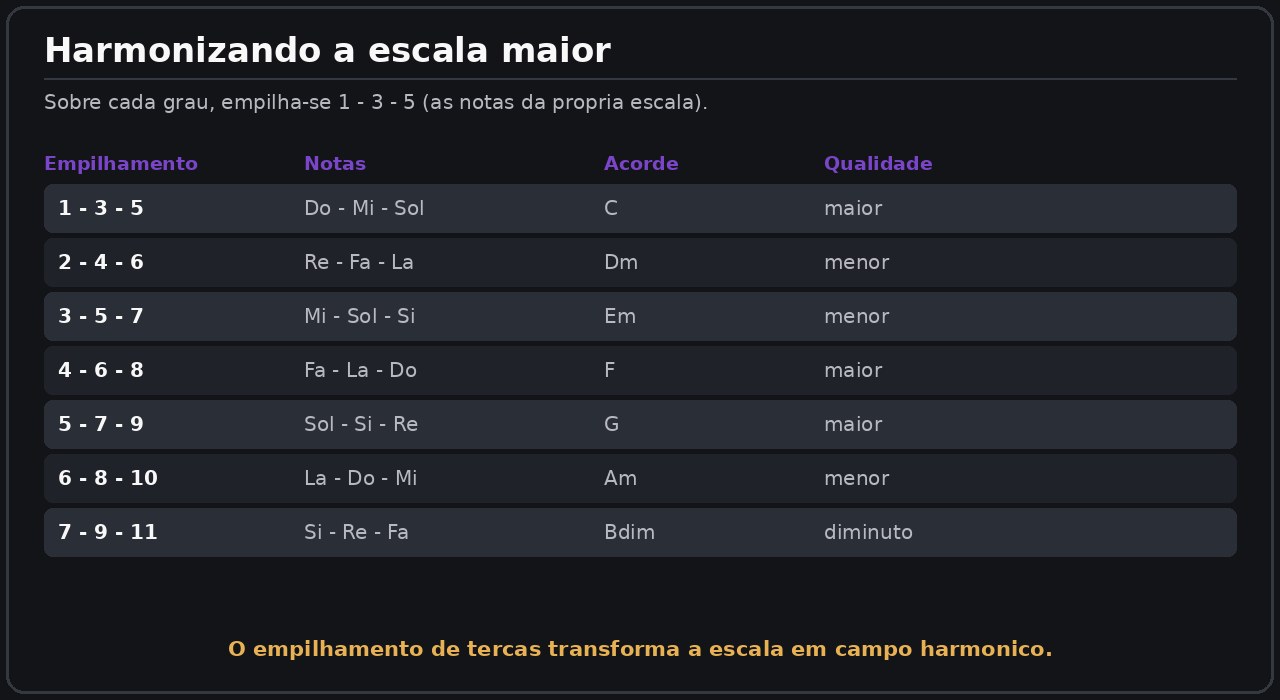 Harmonizando a escala maior
Sobre cada grau, empilha-se 1 - 3 - 5 (as notas da propria escala).
Empilhamento Notas Acorde Qualidade
1 - 3 - 5 Do - Mi - Sol C maior
2 - 4 - 6 Re - Fa - La Dm menor
3 - 5 - 7 Mi - Sol - Si Em menor
4 - 6 - 8 Fa - La - Do F maior
5 - 7 - 9 Sol - Si - Re G maior
6 - 8 - 10 La - Do - Mi Am menor
7 - 9 - 11 Si - Re - Fa Bdim diminuto
O empilhamento de tercas transforma a escala em campo harmonico.